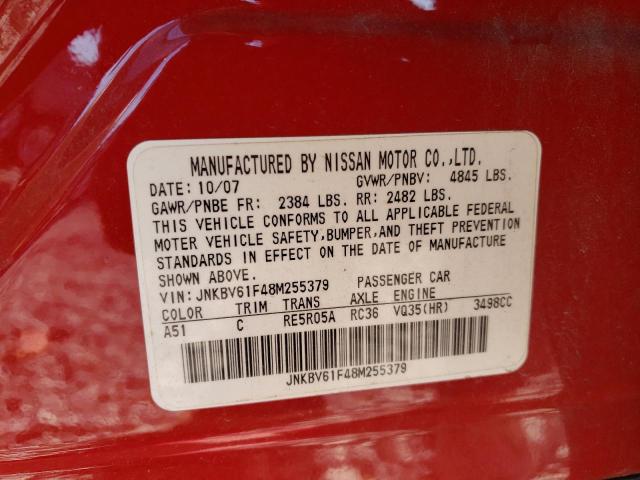 MANUFACTURED BY NISSAN MOTOR CO.,LTD.
DATE: 10/07 GVWR/PNBV: 4845 LBS.
GAWR/PNBE FR: 2384 LBS. RR: 2482 LBS.
THIS VEHICLE CONFORMS TO ALL APPLICABLE FEDERAL
MOTER VEHICLE SAFETY,BUMPER,AND THEFT PREVENTION
STANDARDS IN EFFECT ON THE DATE OF MANUFACTURE
SHOWN ABOVE.
VIN: JNKBV61F48M255379 PASSENGER CAR
COLOR TRIM TRANS AXLE ENGINE
A51 C RE5R05A RC36 VQ35(HR) 3498CC
JNKBV61F48M255379